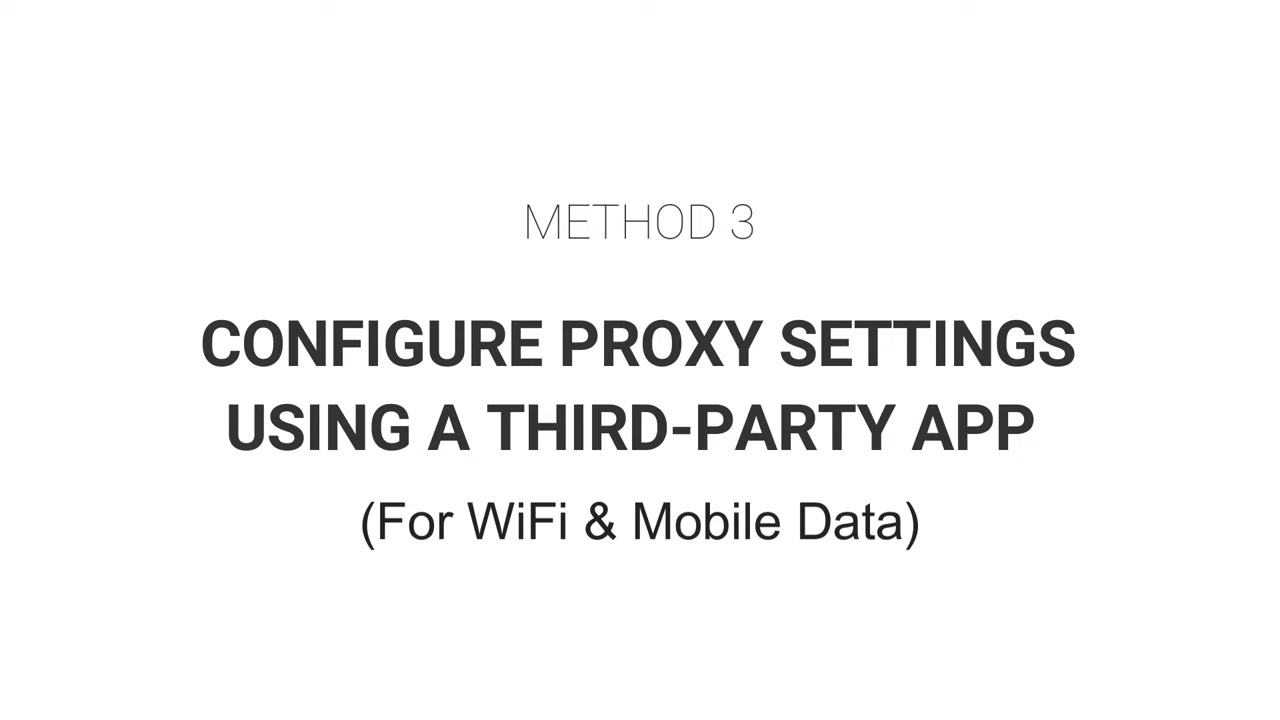 METHOD 3
CONFIGURE PROXY SETTINGS
USING A THIRD-PARTY APP
(For WiFi & Mobile Data)